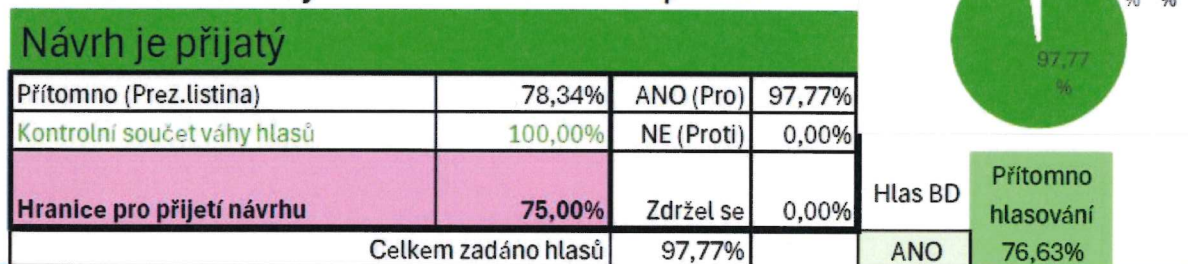 Návrh je přijatý
Přítomno (Prez.listina) 78,34% ANO (Pro) 97,77%
Kontrolní součet váhy hlasů 100,00% NE (Proti) 0,00%
Hranice pro přijetí návrhu 75,00% Zdržel se 0,00%
Celkem zadáno hlasů 97,77%
97,77
%
% %
Hlas BD
Přítomno
hlasování
ANO 76,63%